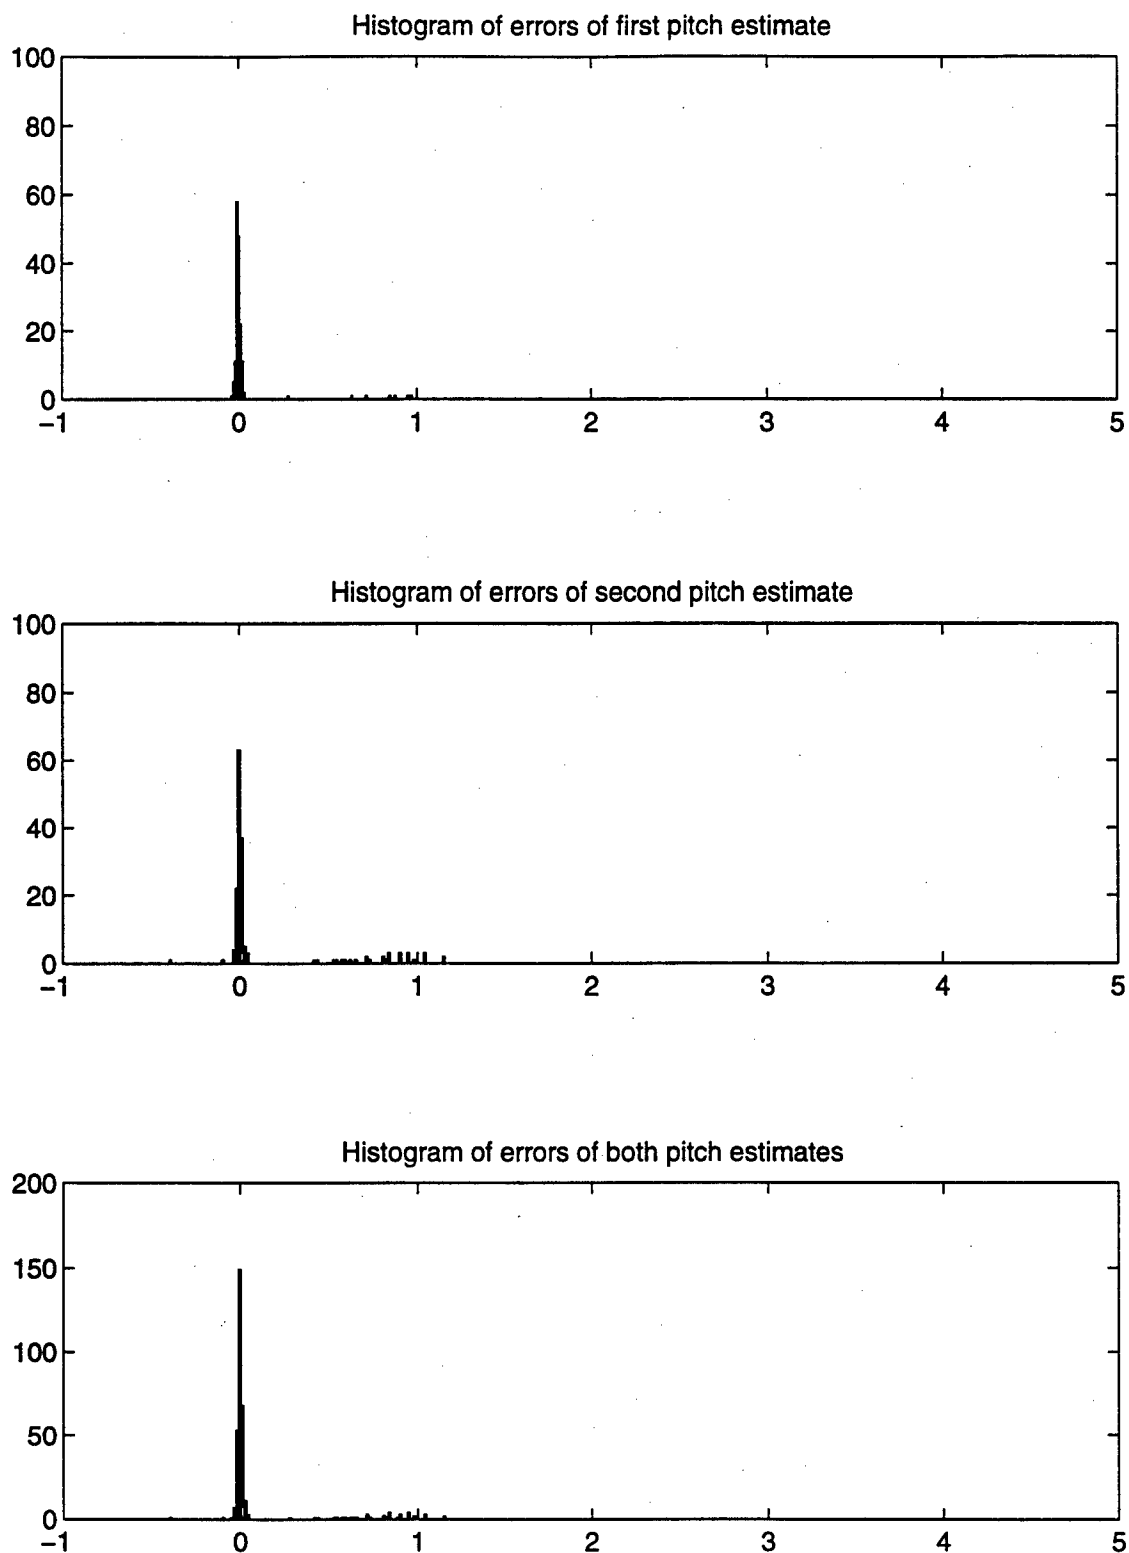 Histogram of errors of first pitch estimate
100
80
60
40
20
0
−1 0 1 2 3 4 5
Histogram of errors of second pitch estimate
100
80
60
40
20
0
−1 0 1 2 3 4 5
Histogram of errors of both pitch estimates
200
150
100
50
0
−1 0 1 2 3 4 5